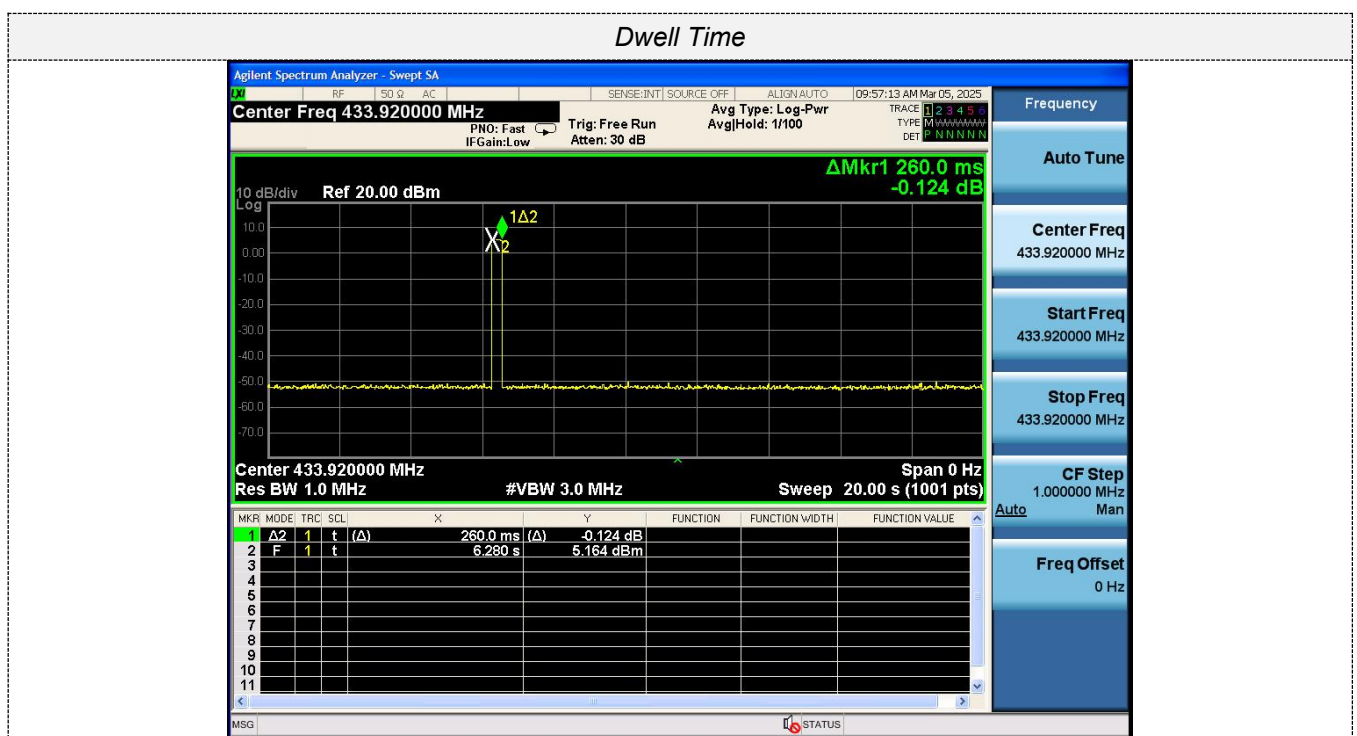 Dwell Time
Agilent Spectrum Analyzer - Swept SA
LXI RF 50 Ω AC SENSE:INT SOURCE OFF ALIGN AUTO 09:57:13 AM Mar 05, 2025
Center Freq 433.920000 MHz
PNO: Fast
IFGain:Low
Trig: Free Run
Atten: 30 dB
Avg Type: Log-Pwr
Avg|Hold: 1/100
TRACE 1 2 3 4 5 6
TYPE M
DET P N N N N N
ΔMkr1 260.0 ms
-0.124 dB
10 dB/div Ref 20.00 dBm
Log
1Δ2
2
10.0
0.00
-10.0
-20.0
-30.0
-40.0
-50.0
-60.0
-70.0
Center 433.920000 MHz Span 0 Hz
Res BW 1.0 MHz #VBW 3.0 MHz Sweep 20.00 s (1001 pts)
MKR MODE TRC SCL X Y FUNCTION FUNCTION WIDTH FUNCTION VALUE
1 Δ2 1 t (Δ) 260.0 ms (Δ) -0.124 dB
2 F 1 t 6.280 s 5.164 dBm
3
4
5
6
7
8
9
10
11
MSG STATUS
Frequency
Auto Tune
Center Freq
433.920000 MHz
Start Freq
433.920000 MHz
Stop Freq
433.920000 MHz
CF Step
1.000000 MHz
Auto Man
Freq Offset
0 Hz